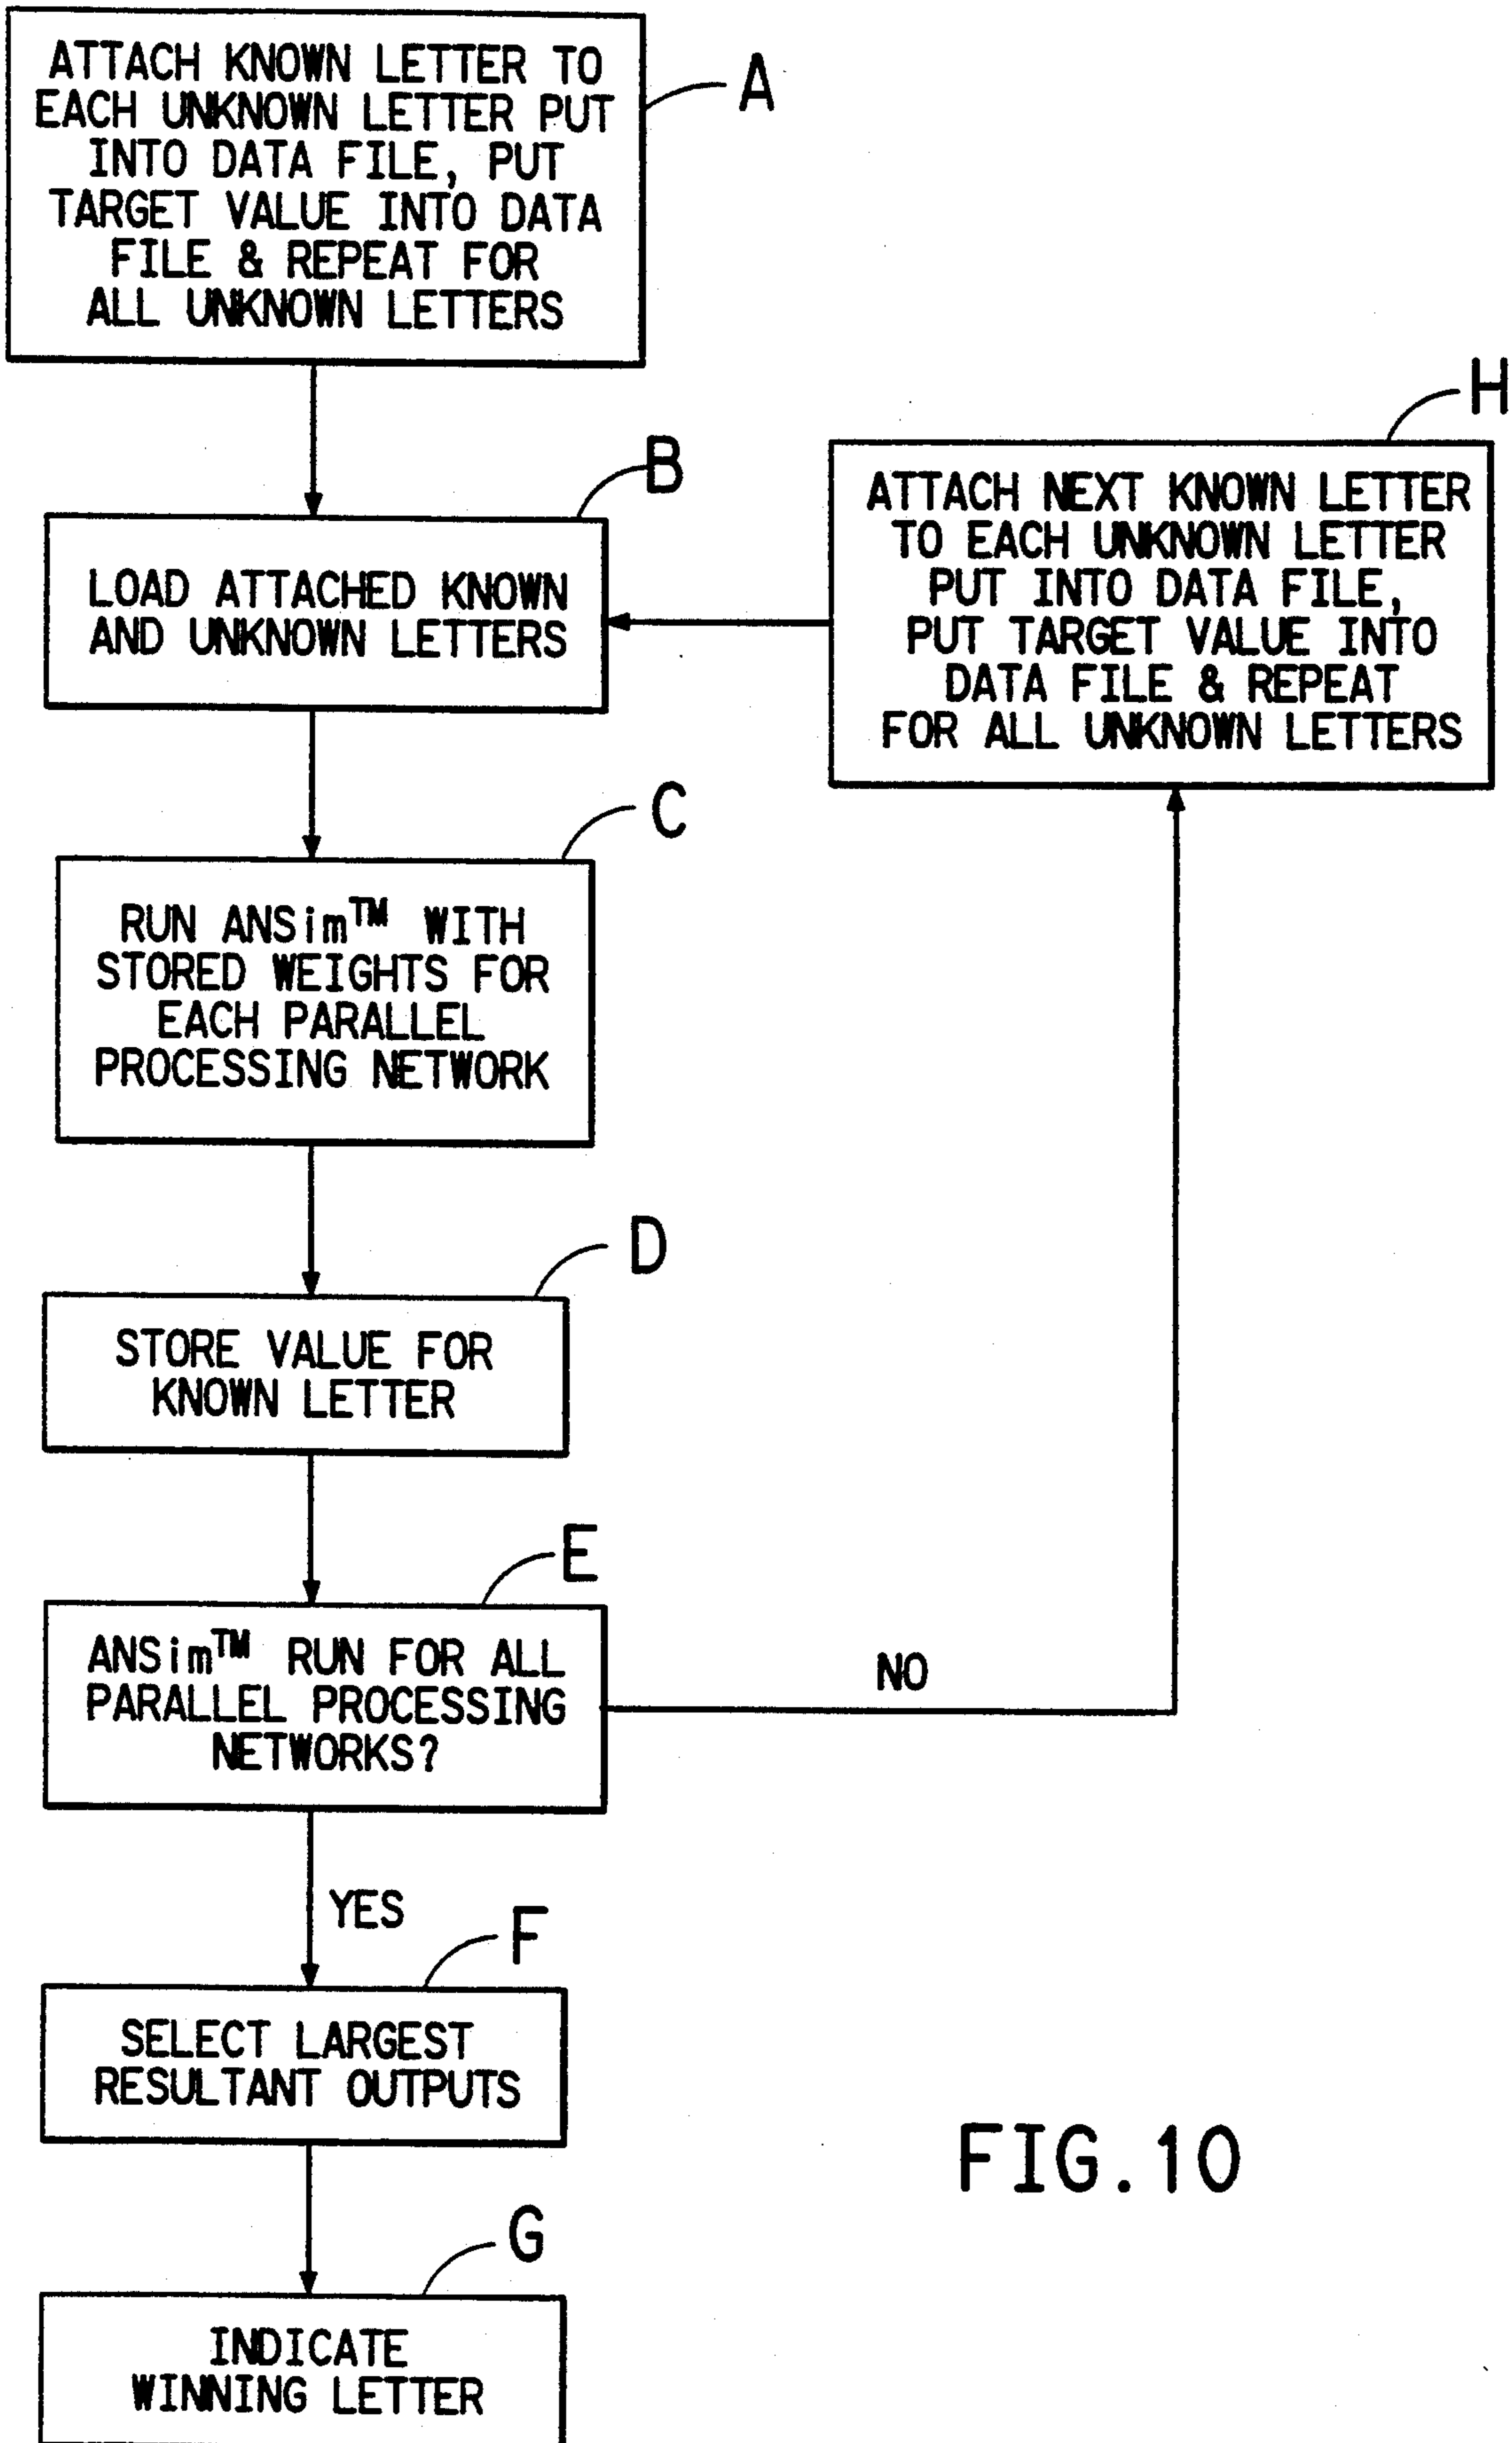 ATTACH KNOWN LETTER TO
EACH UNKNOWN LETTER PUT
INTO DATA FILE, PUT
TARGET VALUE INTO DATA
FILE & REPEAT FOR
ALL UNKNOWN LETTERS
A
B
LOAD ATTACHED KNOWN
AND UNKNOWN LETTERS
H
ATTACH NEXT KNOWN LETTER
TO EACH UNKNOWN LETTER
PUT INTO DATA FILE,
PUT TARGET VALUE INTO
DATA FILE & REPEAT
FOR ALL UNKNOWN LETTERS
C
RUN ANSim™ WITH
STORED WEIGHTS FOR
EACH PARALLEL
PROCESSING NETWORK
D
STORE VALUE FOR
KNOWN LETTER
E
ANSim™ RUN FOR ALL
PARALLEL PROCESSING
NETWORKS?
NO
YES
F
SELECT LARGEST
RESULTANT OUTPUTS
G
INDICATE
WINNING LETTER
FIG.10